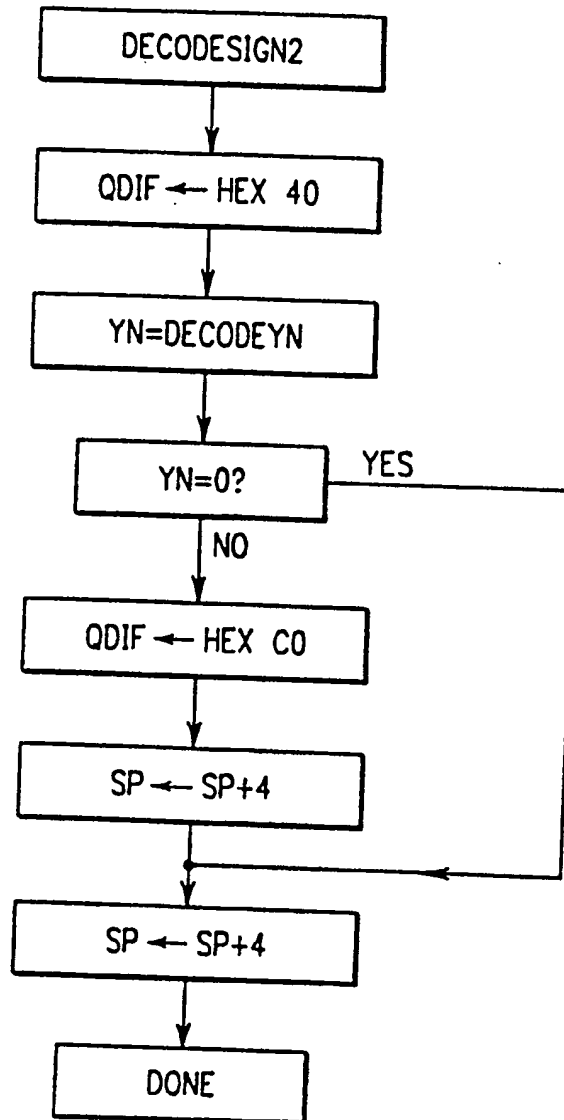 DECODESIGN2
QDIF ← HEX 40
YN=DECODEYN
YN=0?
YES
NO
QDIF ← HEX C0
SP ← SP+4
SP ← SP+4
DONE